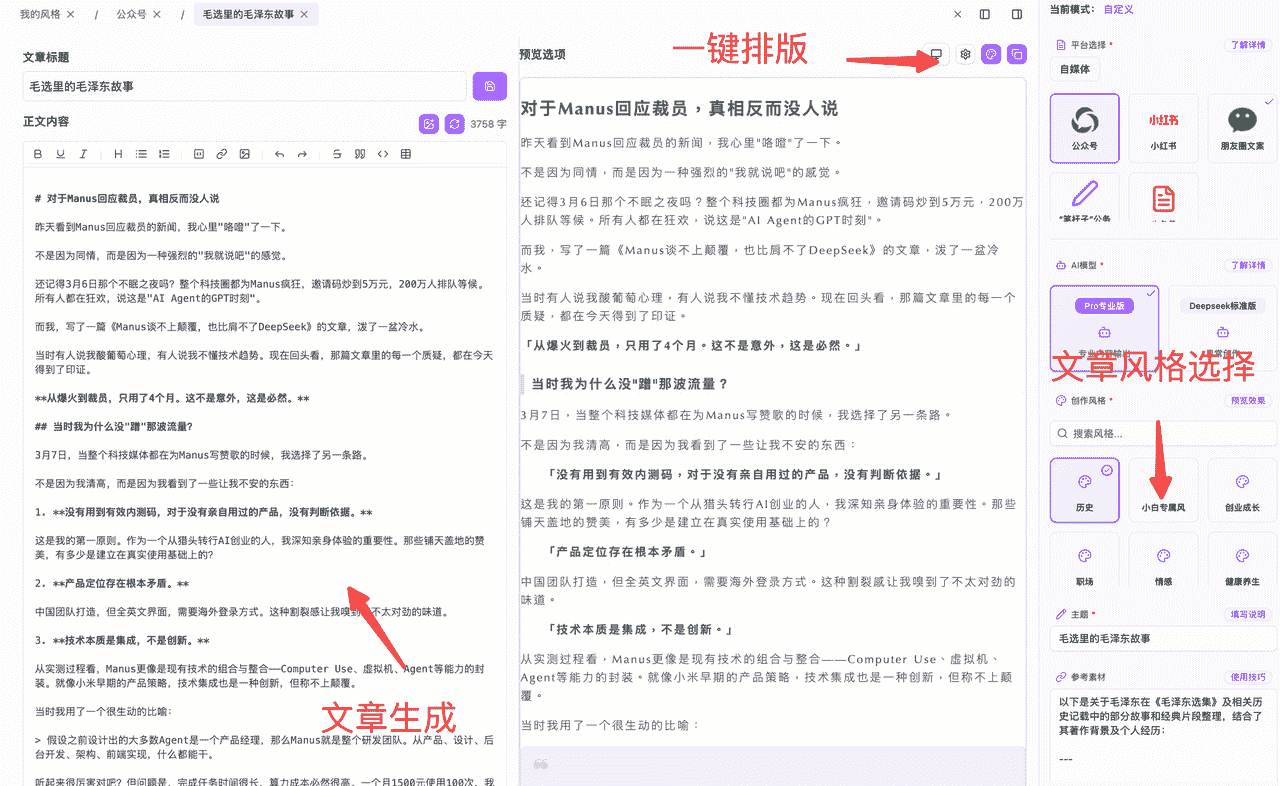 我的风格 × / 公众号 × / 毛选里的毛泽东故事 ×
文章标题
毛选里的毛泽东故事
正文内容
3758 字
B U I H S
# 对于Manus回应裁员，真相反而没人说
昨天看到Manus回应裁员的新闻，我心里"咯噔"了一下。
不是因为同情，而是因为一种强烈的"我就说吧"的感觉。
还记得3月6日那个不眠之夜吗？整个科技圈都为Manus疯狂，邀请码炒到5万元，200万人排队等候。
所有人都在狂欢，说这是"AI Agent的GPT时刻"。
而我，写了一篇《Manus谈不上颠覆，也比肩不了DeepSeek》的文章，泼了一盆冷水。
当时有人说我酸葡萄心理，有人说我不懂技术趋势。现在回头看，那篇文章里的每一个质疑，都在今天
得到了印证。
**从爆火到裁员，只用了4个月。这不是意外，这是必然。**
## 当时我为什么没"蹭"那波流量？
3月7日，当整个科技媒体都在为Manus写赞歌的时候，我选择了另一条路。
不是因为我清高，而是因为我看到了一些让我不安的东西：
1. **没有用到有效内测码，对于没有亲自用过的产品，没有判断依据。**
这是我的第一原则。作为一个从猎头转行AI创业的人，我深知亲身体验的重要性。那些铺天盖地的赞
美，有多少是建立在真实使用基础上的？
2. **产品定位存在根本矛盾。**
中国团队打造，但全英文界面，需要海外登录方式。这种割裂感让我嗅到了不太对劲的味道。
3. **技术本质是集成，不是创新。**
从实测过程看，Manus更像是现有技术的组合与整合——Computer Use、虚拟机、Agent等能力的封
装。就像小米早期的产品策略，技术集成也是一种创新，但称不上颠覆。
当时我用了一个很生动的比喻：
> 假设之前设计出的大多数Agent是一个产品经理，那么Manus就是整个研发团队。从产品、设计、后
台开发、架构、前端实现，什么都能干。
听起来很厉害对吧？但问题是，完成任务时间很长，算力成本必然很高。一个月1500元使用100次，我
文章生成
预览选项
一键排版
对于Manus回应裁员，真相反而没人说
昨天看到Manus回应裁员的新闻，我心里"咯噔"了一下。
不是因为同情，而是因为一种强烈的"我就说吧"的感觉。
还记得3月6日那个不眠之夜吗？整个科技圈都为Manus疯狂，邀请码炒到5万元，200万
人排队等候。所有人都在狂欢，说这是"AI Agent的GPT时刻"。
而我，写了一篇《Manus谈不上颠覆，也比肩不了DeepSeek》的文章，泼了一盆冷
水。
当时有人说我酸葡萄心理，有人说我不懂技术趋势。现在回头看，那篇文章里的每一个
质疑，都在今天得到了印证。
「从爆火到裁员，只用了4个月。这不是意外，这是必然。」
当时我为什么没"蹭"那波流量？
3月7日，当整个科技媒体都在为Manus写赞歌的时候，我选择了另一条路。
不是因为我清高，而是因为我看到了一些让我不安的东西：
「没有用到有效内测码，对于没有亲自用过的产品，没有判断依据。」
这是我的第一原则。作为一个从猎头转行AI创业的人，我深知亲身体验的重要性。那些
铺天盖地的赞美，有多少是建立在真实使用基础上的？
「产品定位存在根本矛盾。」
中国团队打造，但全英文界面，需要海外登录方式。这种割裂感让我嗅到了不太对劲的
味道。
「技术本质是集成，不是创新。」
从实测过程看，Manus更像是现有技术的组合与整合——Computer Use、虚拟机、
Agent等能力的封装。就像小米早期的产品策略，技术集成也是一种创新，但称不上颠
覆。
当时我用了一个很生动的比喻：
当前模式： 自定义
平台选择 * 了解详情
自媒体
公众号 小红书 小红书 朋友圈文案
"笔杆子"公务
AI模型 * 了解详情
Pro专业版 Deepseek标准版
文章风格选择
创作风格 * 预览效果
搜索风格...
历史 小白专属风 创业成长
职场 情感 健康养生
主题 * 填写说明
毛选里的毛泽东故事
参考素材 使用技巧
以下是关于毛泽东在《毛泽东选集》及相关历
史记载中的部分故事和经典片段整理，结合了
其著作背景及个人经历：
---